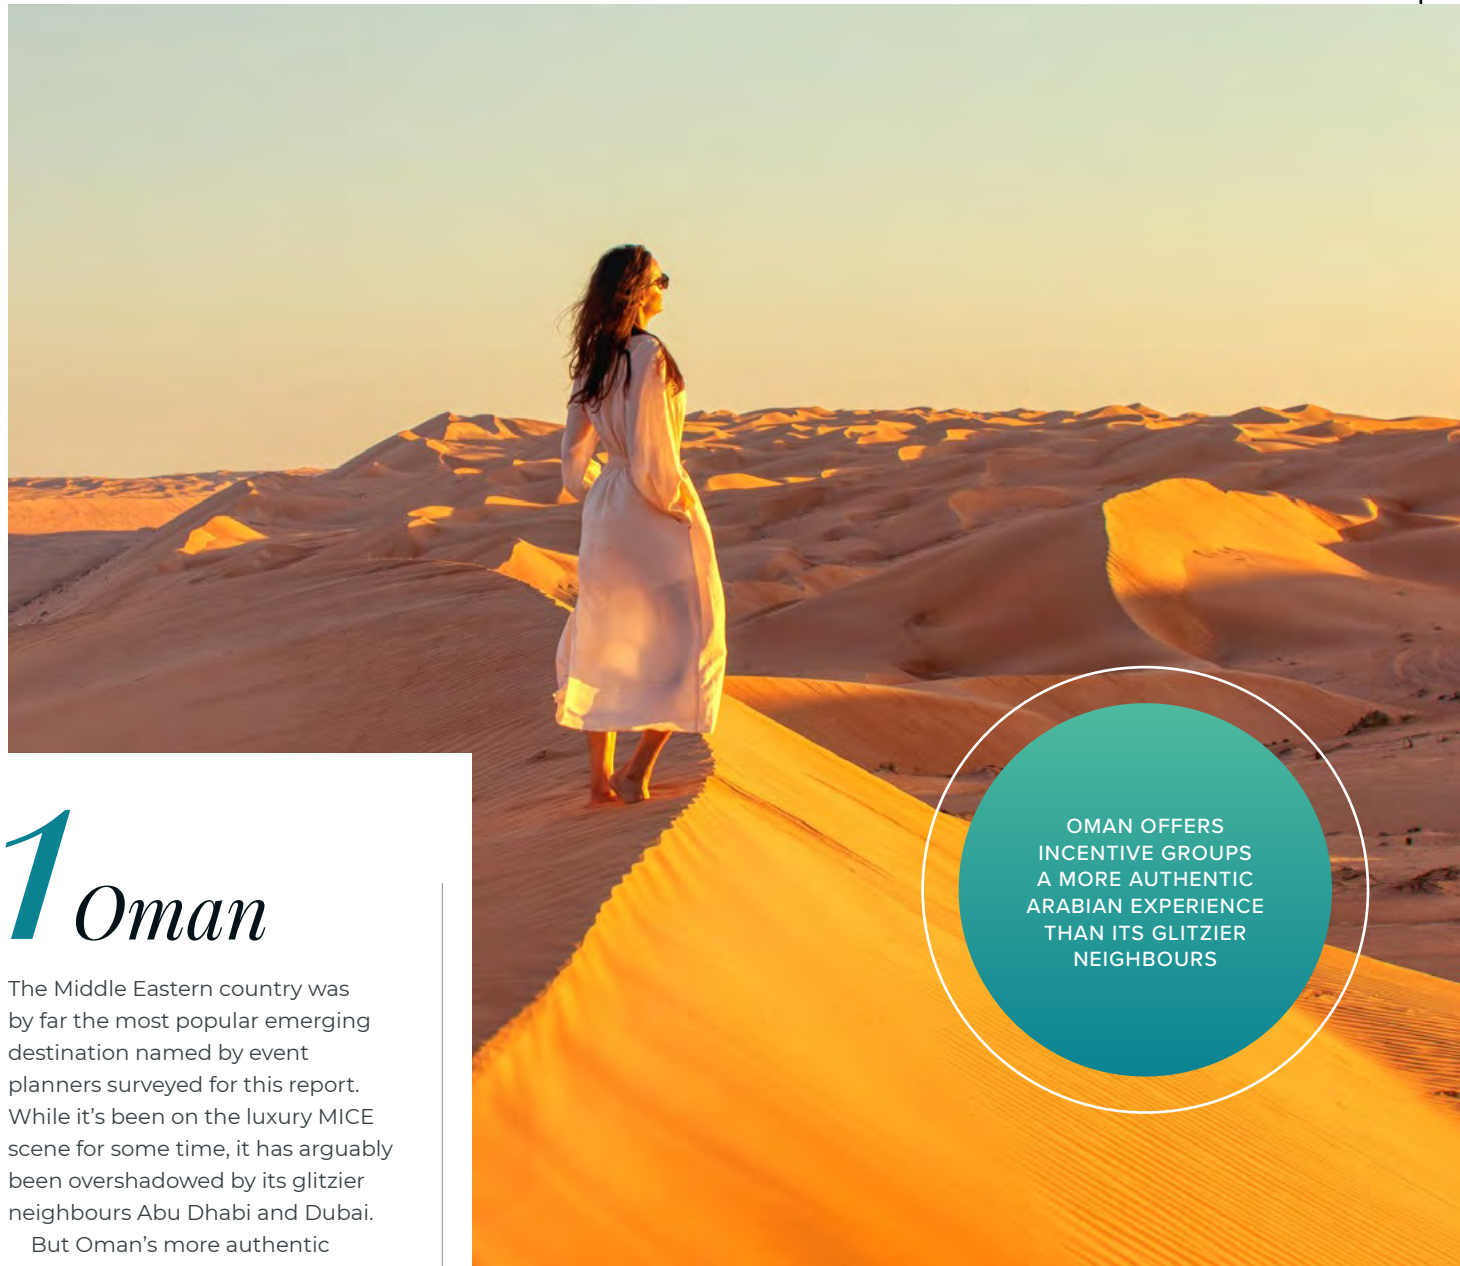 1 Oman
The Middle Eastern country was
by far the most popular emerging
destination named by event
planners surveyed for this report.
While it’s been on the luxury MICE
scene for some time, it has arguably
been overshadowed by its glitzier
neighbours Abu Dhabi and Dubai.
But Oman’s more authentic
OMAN OFFERS
INCENTIVE GROUPS
A MORE AUTHENTIC
ARABIAN EXPERIENCE
THAN ITS GLITZIER
NEIGHBOURS